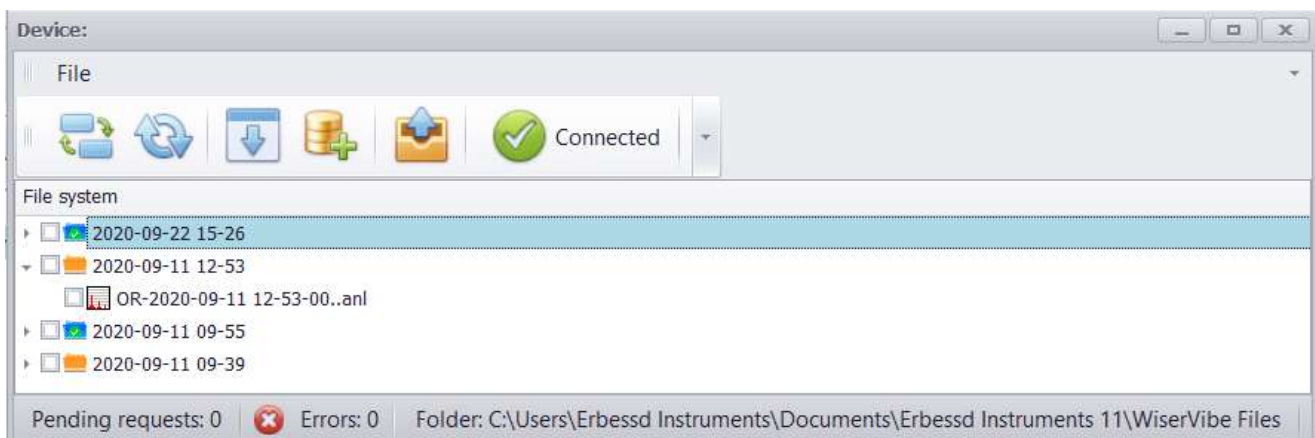 Device:
File
Connected
File system
2020-09-22 15-26
2020-09-11 12-53
OR-2020-09-11 12-53-00..anl
2020-09-11 09-55
2020-09-11 09-39
Pending requests: 0 Errors: 0 Folder: C:\Users\Erbessd Instruments\Documents\Erbessd Instruments 11\WiserVibe Files